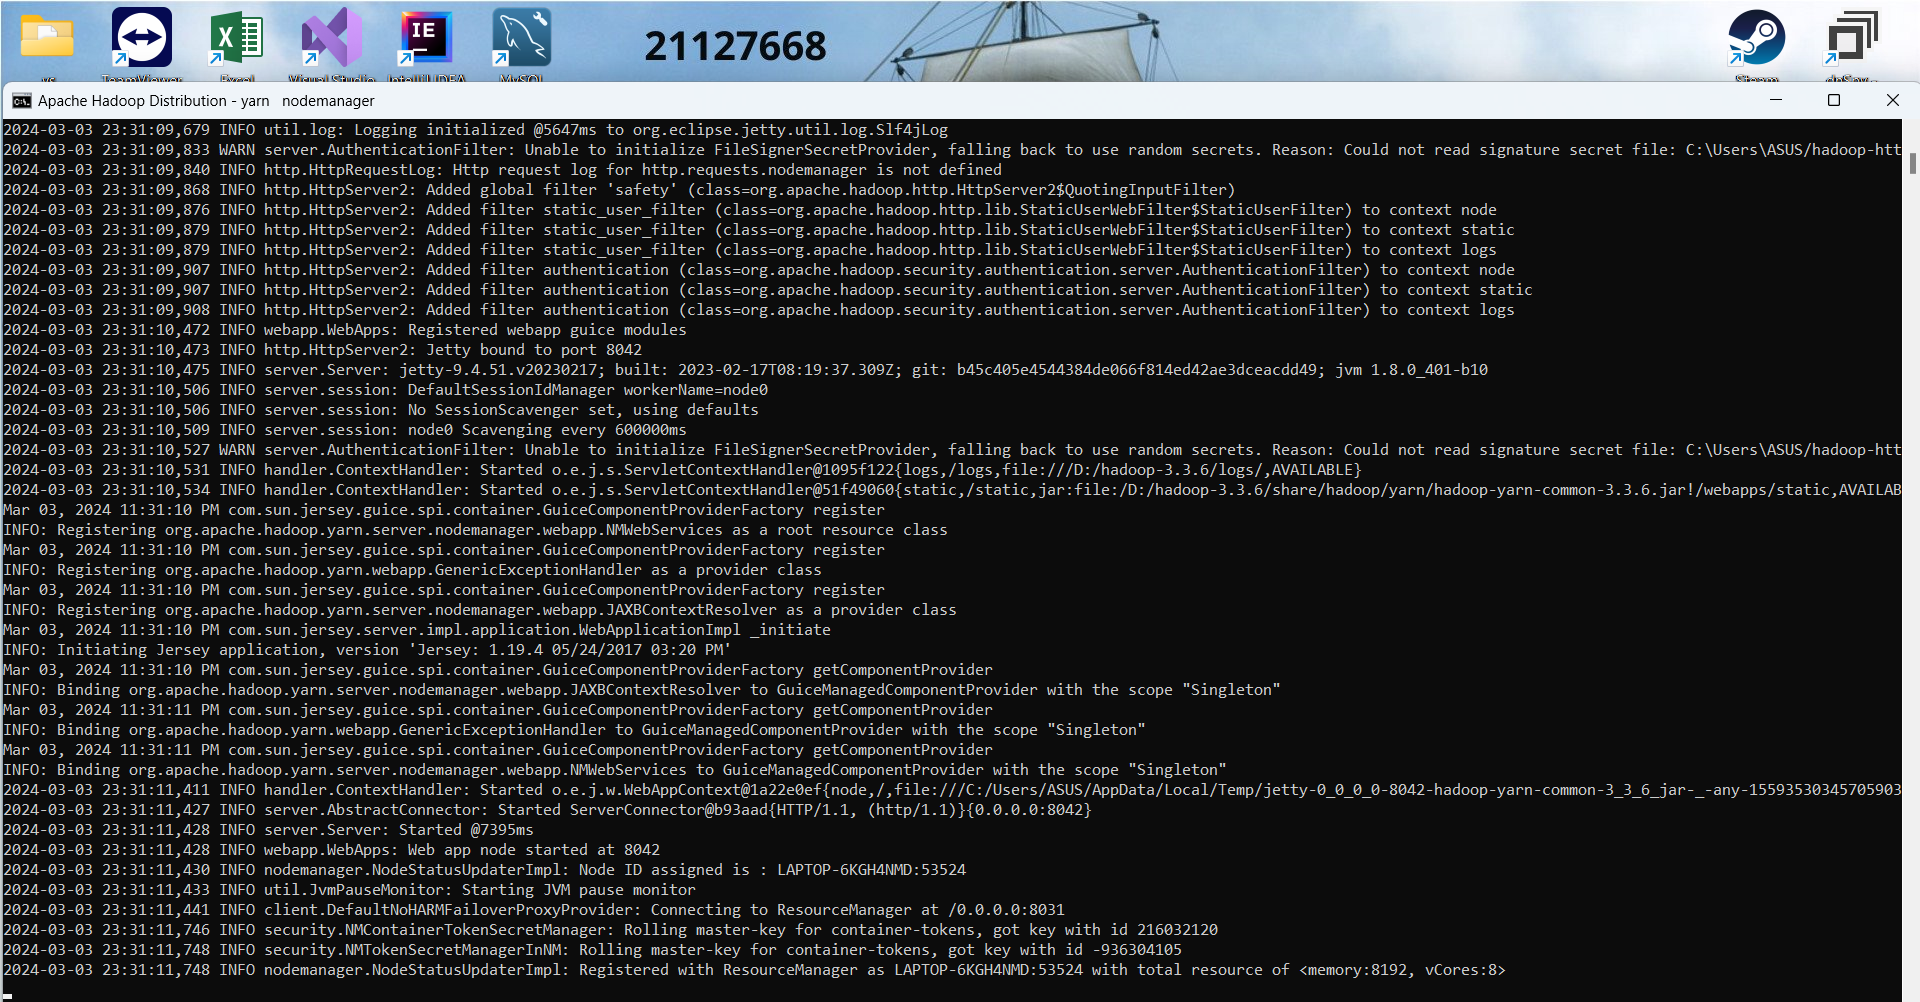 21127668
Excel
Apache Hadoop Distribution - yarn   nodemanager
2024-03-03 23:31:09,679 INFO util.log: Logging initialized @5647ms to org.eclipse.jetty.util.log.Slf4jLog
2024-03-03 23:31:09,833 WARN server.AuthenticationFilter: Unable to initialize FileSignerSecretProvider, falling back to use random secrets. Reason: Could not read signature secret file: C:\Users\ASUS/hadoop-htt
2024-03-03 23:31:09,840 INFO http.HttpRequestLog: Http request log for http.requests.nodemanager is not defined
2024-03-03 23:31:09,868 INFO http.HttpServer2: Added global filter 'safety' (class=org.apache.hadoop.http.HttpServer2$QuotingInputFilter)
2024-03-03 23:31:09,876 INFO http.HttpServer2: Added filter static_user_filter (class=org.apache.hadoop.http.lib.StaticUserWebFilter$StaticUserFilter) to context node
2024-03-03 23:31:09,879 INFO http.HttpServer2: Added filter static_user_filter (class=org.apache.hadoop.http.lib.StaticUserWebFilter$StaticUserFilter) to context static
2024-03-03 23:31:09,879 INFO http.HttpServer2: Added filter static_user_filter (class=org.apache.hadoop.http.lib.StaticUserWebFilter$StaticUserFilter) to context logs
2024-03-03 23:31:09,907 INFO http.HttpServer2: Added filter authentication (class=org.apache.hadoop.security.authentication.server.AuthenticationFilter) to context node
2024-03-03 23:31:09,907 INFO http.HttpServer2: Added filter authentication (class=org.apache.hadoop.security.authentication.server.AuthenticationFilter) to context static
2024-03-03 23:31:09,908 INFO http.HttpServer2: Added filter authentication (class=org.apache.hadoop.security.authentication.server.AuthenticationFilter) to context logs
2024-03-03 23:31:10,472 INFO webapp.WebApps: Registered webapp guice modules
2024-03-03 23:31:10,473 INFO http.HttpServer2: Jetty bound to port 8042
2024-03-03 23:31:10,475 INFO server.Server: jetty-9.4.51.v20230217; built: 2023-02-17T08:19:37.309Z; git: b45c405e4544384de066f814ed42ae3dceacdd49; jvm 1.8.0_401-b10
2024-03-03 23:31:10,506 INFO server.session: DefaultSessionIdManager workerName=node0
2024-03-03 23:31:10,506 INFO server.session: No SessionScavenger set, using defaults
2024-03-03 23:31:10,509 INFO server.session: node0 Scavenging every 600000ms
2024-03-03 23:31:10,527 WARN server.AuthenticationFilter: Unable to initialize FileSignerSecretProvider, falling back to use random secrets. Reason: Could not read signature secret file: C:\Users\ASUS/hadoop-htt
2024-03-03 23:31:10,531 INFO handler.ContextHandler: Started o.e.j.s.ServletContextHandler@1095f122{logs,/logs,file:///D:/hadoop-3.3.6/logs/,AVAILABLE}
2024-03-03 23:31:10,534 INFO handler.ContextHandler: Started o.e.j.s.ServletContextHandler@51f49060{static,/static,jar:file:/D:/hadoop-3.3.6/share/hadoop/yarn/hadoop-yarn-common-3.3.6.jar!/webapps/static,AVAILAB
Mar 03, 2024 11:31:10 PM com.sun.jersey.guice.spi.container.GuiceComponentProviderFactory register
INFO: Registering org.apache.hadoop.yarn.server.nodemanager.webapp.NMWebServices as a root resource class
Mar 03, 2024 11:31:10 PM com.sun.jersey.guice.spi.container.GuiceComponentProviderFactory register
INFO: Registering org.apache.hadoop.yarn.webapp.GenericExceptionHandler as a provider class
Mar 03, 2024 11:31:10 PM com.sun.jersey.guice.spi.container.GuiceComponentProviderFactory register
INFO: Registering org.apache.hadoop.yarn.server.nodemanager.webapp.JAXBContextResolver as a provider class
Mar 03, 2024 11:31:10 PM com.sun.jersey.server.impl.application.WebApplicationImpl _initiate
INFO: Initiating Jersey application, version 'Jersey: 1.19.4 05/24/2017 03:20 PM'
Mar 03, 2024 11:31:10 PM com.sun.jersey.guice.spi.container.GuiceComponentProviderFactory getComponentProvider
INFO: Binding org.apache.hadoop.yarn.server.nodemanager.webapp.JAXBContextResolver to GuiceManagedComponentProvider with the scope "Singleton"
Mar 03, 2024 11:31:11 PM com.sun.jersey.guice.spi.container.GuiceComponentProviderFactory getComponentProvider
INFO: Binding org.apache.hadoop.yarn.webapp.GenericExceptionHandler to GuiceManagedComponentProvider with the scope "Singleton"
Mar 03, 2024 11:31:11 PM com.sun.jersey.guice.spi.container.GuiceComponentProviderFactory getComponentProvider
INFO: Binding org.apache.hadoop.yarn.server.nodemanager.webapp.NMWebServices to GuiceManagedComponentProvider with the scope "Singleton"
2024-03-03 23:31:11,411 INFO handler.ContextHandler: Started o.e.j.w.WebAppContext@1a22e0ef{node,/,file:///C:/Users/ASUS/AppData/Local/Temp/jetty-0_0_0_0-8042-hadoop-yarn-common-3_3_6_jar-_-any-15593530345705903
2024-03-03 23:31:11,427 INFO server.AbstractConnector: Started ServerConnector@b93aad{HTTP/1.1, (http/1.1)}{0.0.0.0:8042}
2024-03-03 23:31:11,428 INFO server.Server: Started @7395ms
2024-03-03 23:31:11,428 INFO webapp.WebApps: Web app node started at 8042
2024-03-03 23:31:11,430 INFO nodemanager.NodeStatusUpdaterImpl: Node ID assigned is : LAPTOP-6KGH4NMD:53524
2024-03-03 23:31:11,433 INFO util.JvmPauseMonitor: Starting JVM pause monitor
2024-03-03 23:31:11,441 INFO client.DefaultNoHARMFailoverProxyProvider: Connecting to ResourceManager at /0.0.0.0:8031
2024-03-03 23:31:11,746 INFO security.NMContainerTokenSecretManager: Rolling master-key for container-tokens, got key with id 216032120
2024-03-03 23:31:11,748 INFO security.NMTokenSecretManagerInNM: Rolling master-key for container-tokens, got key with id -936304105
2024-03-03 23:31:11,748 INFO nodemanager.NodeStatusUpdaterImpl: Registered with ResourceManager as LAPTOP-6KGH4NMD:53524 with total resource of <memory:8192, vCores:8>